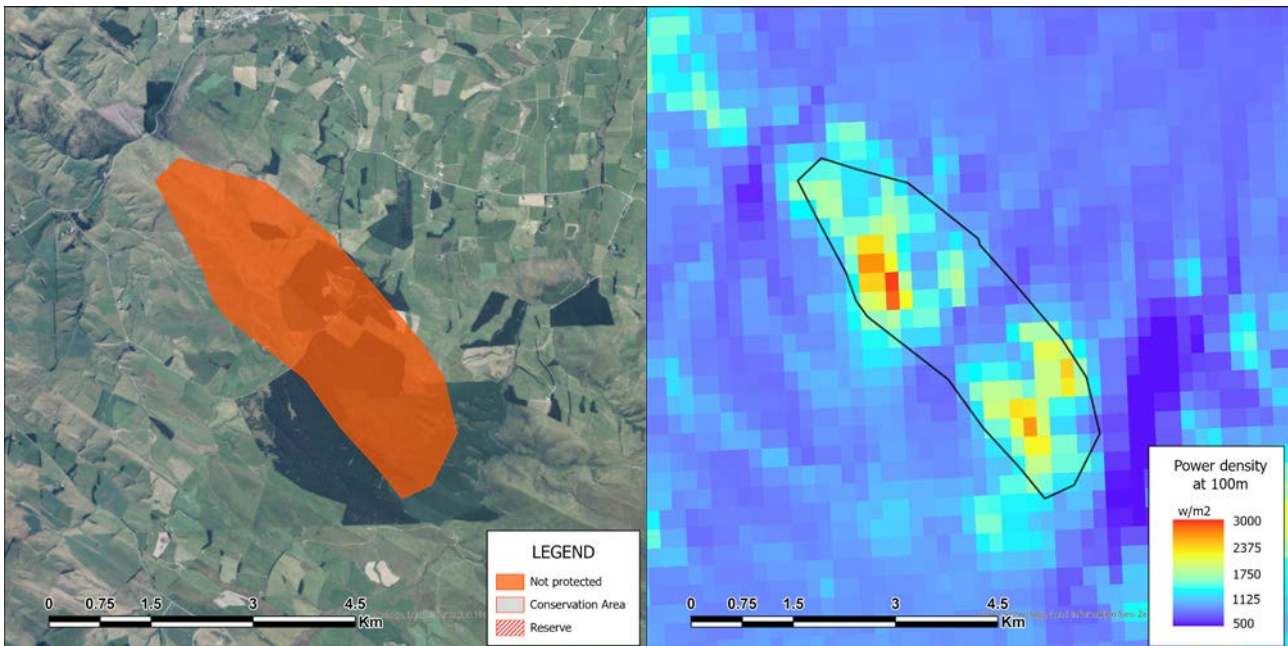 LEGEND
Not protected
Conservation Area
Reserve
0 0.75 1.5 3 4.5
Km
Power density
at 100m
w/m2
3000
2375
1750
1125
500
0 0.75 1.5 3 4.5
Km